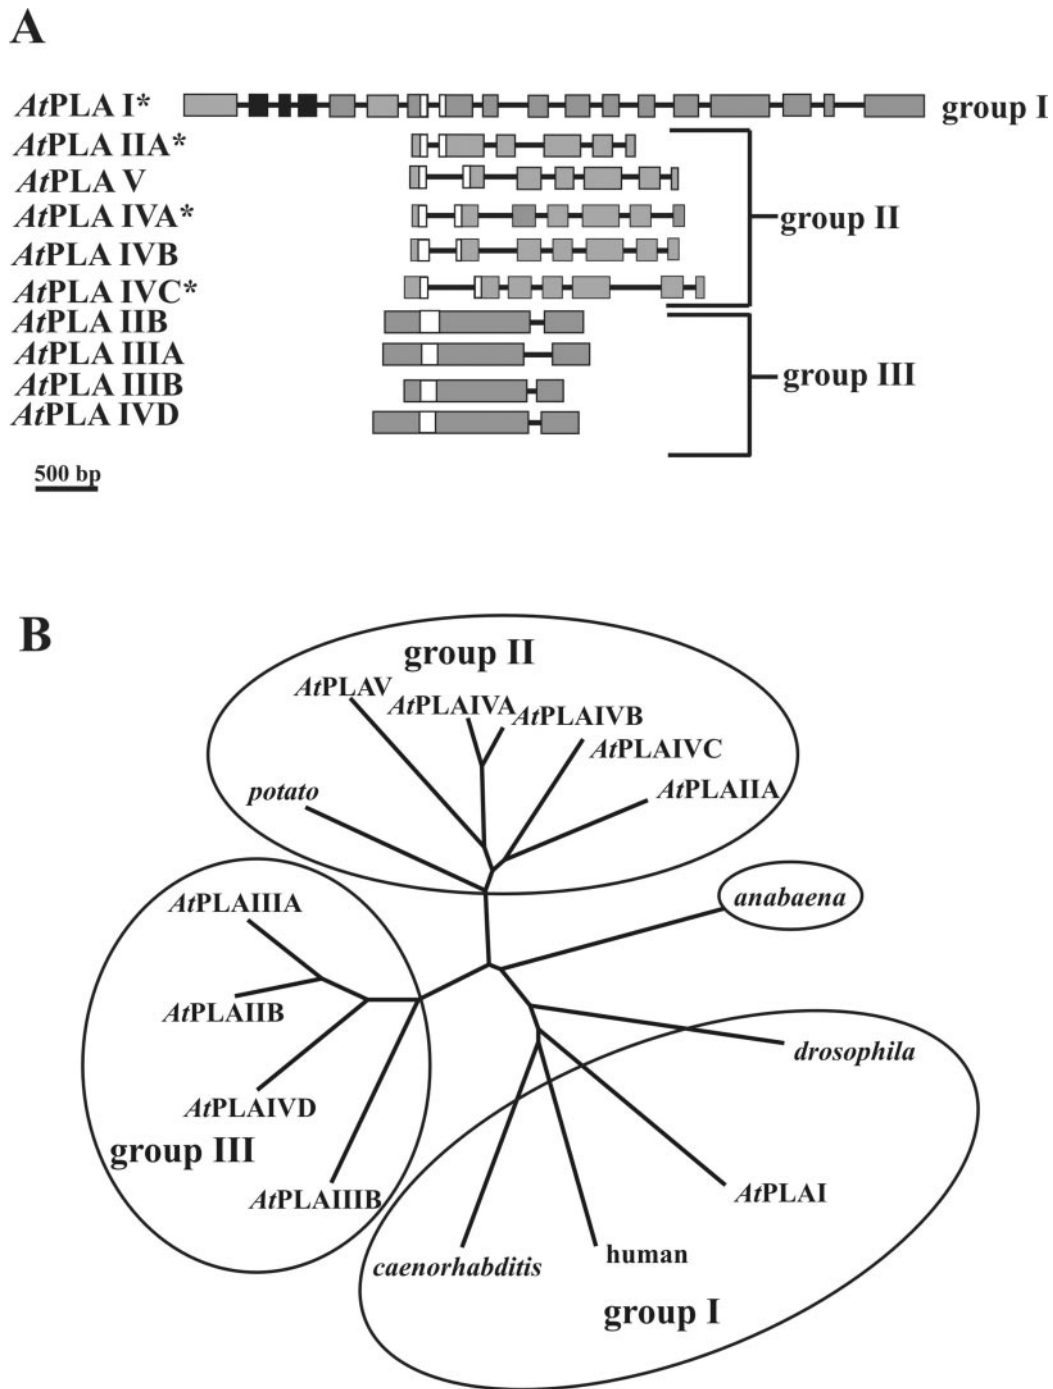 A
AtPLA I* group I
AtPLA IIA*
AtPLA V
AtPLA IVA* group II
AtPLA IVB
AtPLA IVC*
AtPLA IIB
AtPLA IIIA
AtPLA IIIB group III
AtPLA IVD
500 bp
B
group II
AtPLAV
AtPLAIVA
AtPLAIVB
AtPLAIVC
AtPLAIIA
potato
anabaena
AtPLAIIIA
AtPLAIIB
drosophila
AtPLAIVD
group III
AtPLAIIIB
AtPLAI
human
caenorhabditis
group I